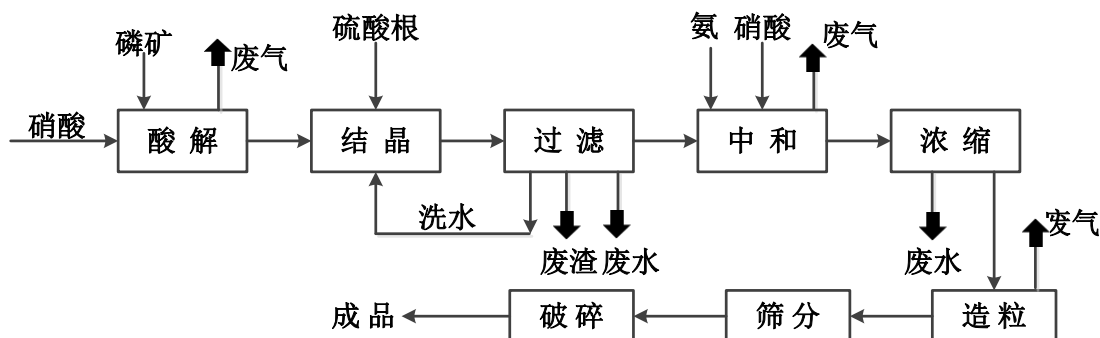 磷矿
废气
硫酸根
氨
硝酸
废气
硝酸
酸解
结晶
过滤
中和
浓缩
洗水
废渣
废水
废水
废气
成品
破碎
筛分
造粒